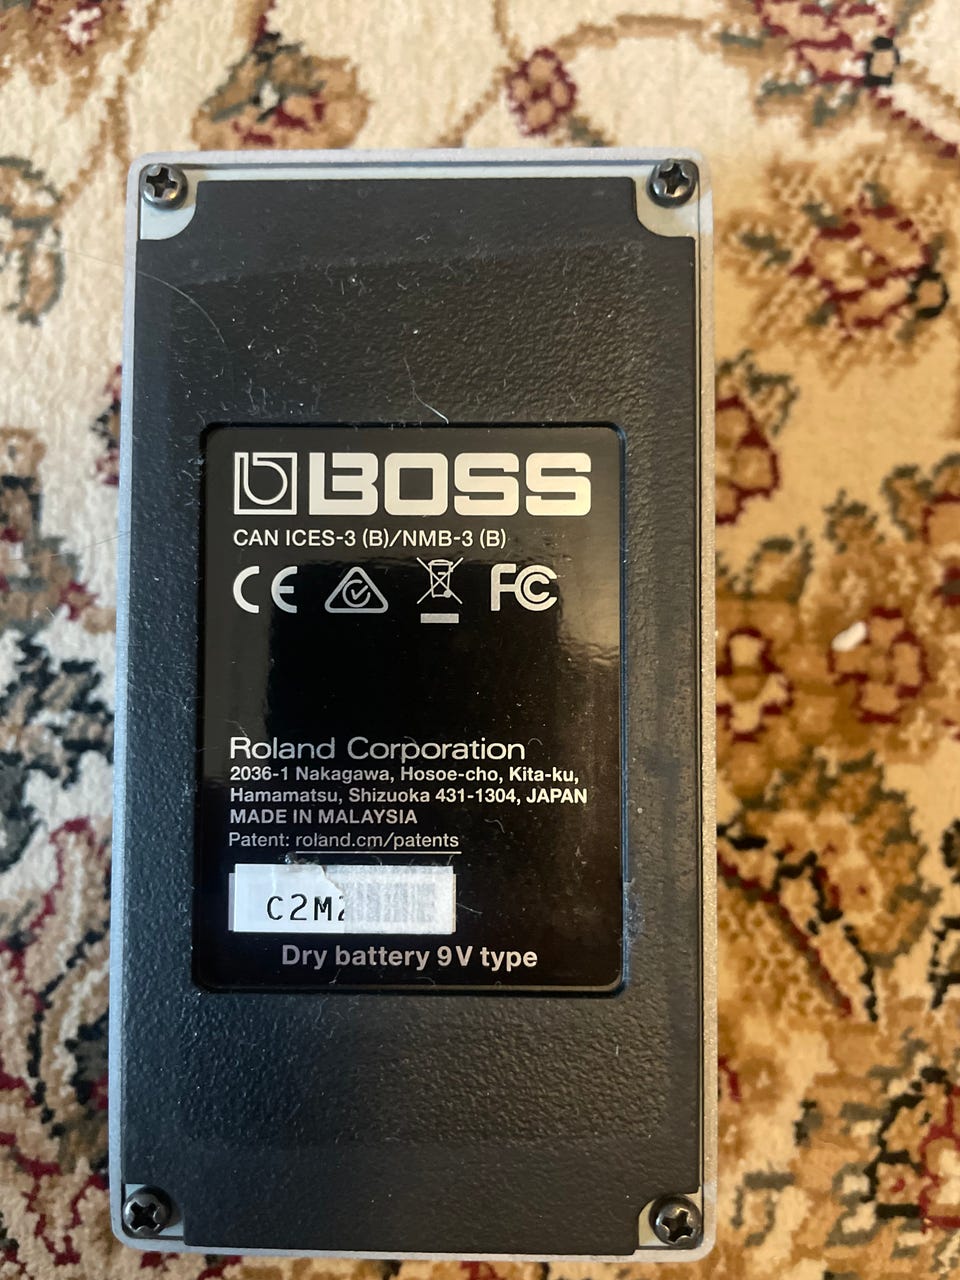 BOSS
CAN ICES-3 (B)/NMB-3 (B)
CE FC
Roland Corporation
2036-1 Nakagawa, Hosoe-cho, Kita-ku,
Hamamatsu, Shizuoka 431-1304, JAPAN
MADE IN MALAYSIA
Patent: roland.cm/patents
C2M
Dry battery 9V type